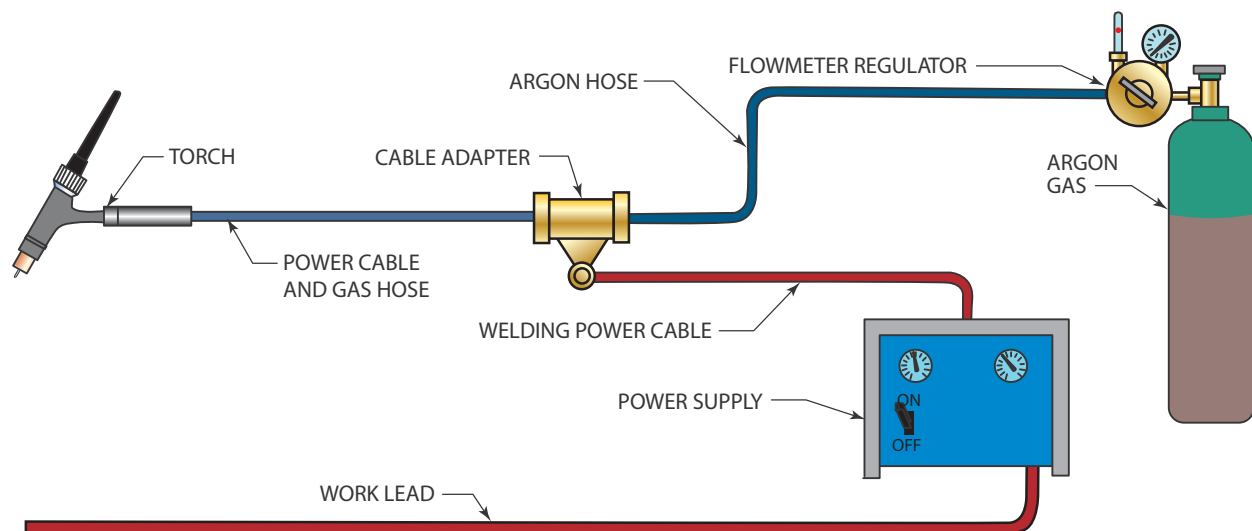 FLOWMETER REGULATOR
ARGON HOSE
TORCH
CABLE ADAPTER
ARGON
GAS
POWER CABLE
AND GAS HOSE
WELDING POWER CABLE
POWER SUPPLY
ON
OFF
WORK LEAD